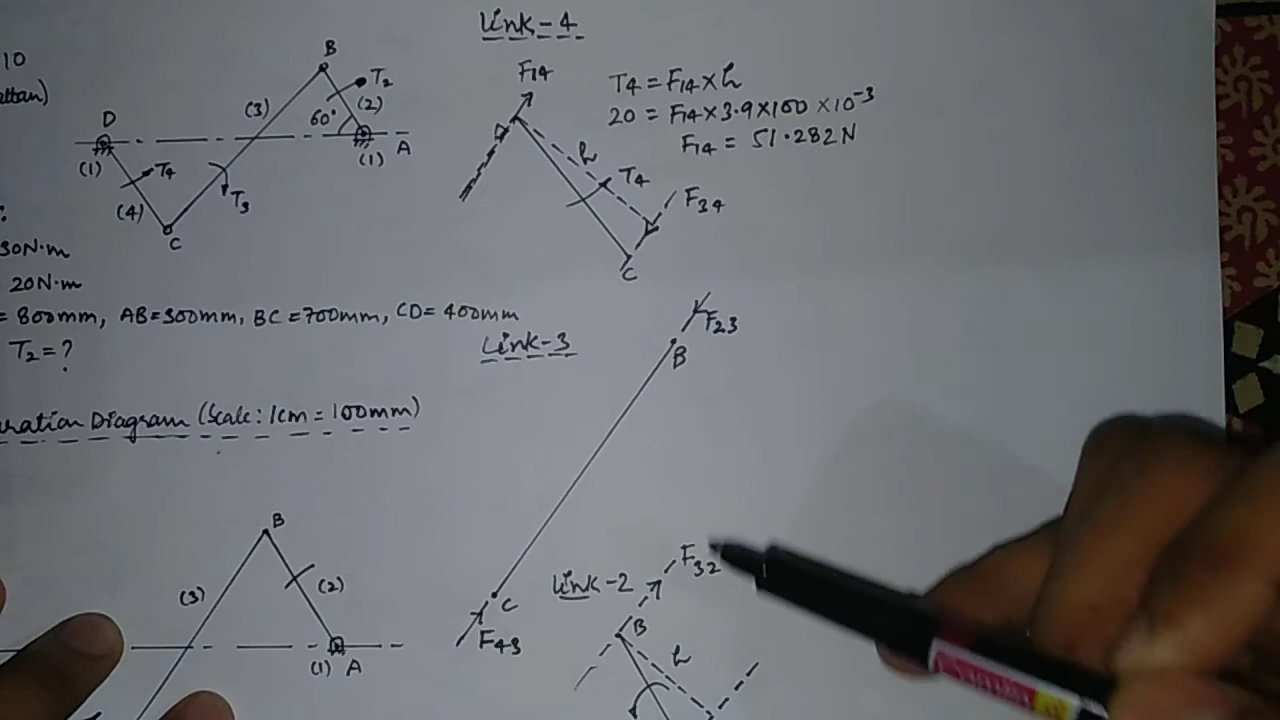 Link-4
10
B
F14
T2
T4 = F14 × h
(3)
(2)
20 = F14 × 3.9 × 100 × 10-3
D
60°
F14 = 51.282 N
(1)
A
(1)
h
T4
T4
F34
T3
(4)
C
C
30N·m
20N·m
= 800mm, AB = 300mm, BC = 700mm, CD = 400mm
F23
T2 = ?
Link-3
B
uration Diagram (Scale: 1cm = 100mm)
B
F32
(2)
Link-2
(3)
C
B
F43
h
(1) A